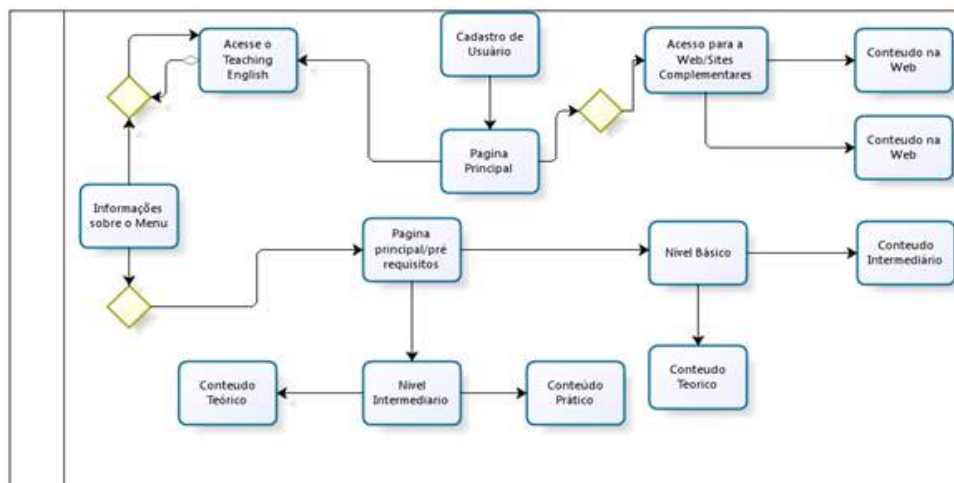 Acesse o
Teaching
English
Cadastro de
Usuário
Acesso para a
Web/Sites
Complementares
Conteudo na
Web
Pagina
Principal
Conteudo na
Web
Informações
sobre o Menu
Pagina
principal/pré
requisitos
Nível Básico
Conteudo
Intermediário
Conteudo
Teórico
Nivel
Intermediario
Conteúdo
Prático
Conteudo
Teorico